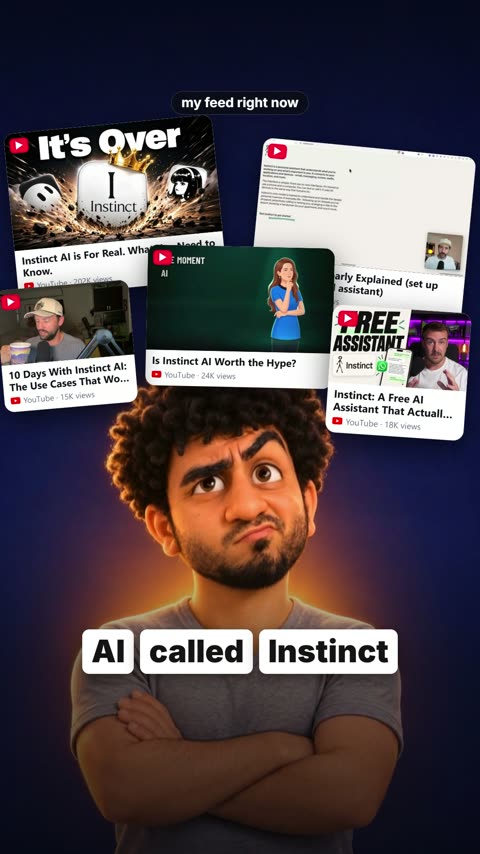 my feed right now
It's Over
I
Instinct
Instinct AI is For Real. What You Need to
Know.
YouTube · 207K views
early Explained (set up
assistant)
MOMENT
AI
Is Instinct AI Worth the Hype?
YouTube · 24K views
10 Days With Instinct AI:
The Use Cases That Wo...
YouTube · 15K views
FREE
ASSISTANT
Instinct
Instinct: A Free AI
Assistant That Actuall...
YouTube · 18K views
AI called Instinct